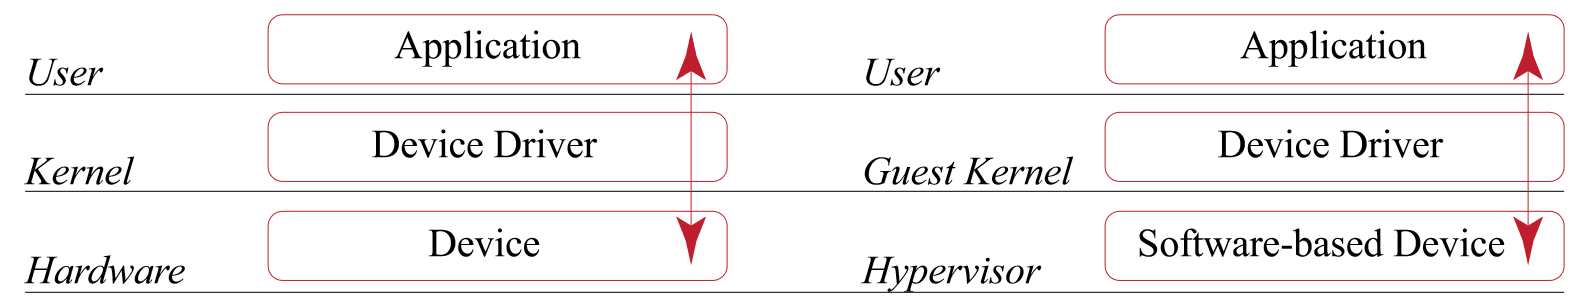 Application
User
Device Driver
Kernel
Device
Hardware
Application
User
Device Driver
Guest Kernel
Software-based Device
Hypervisor